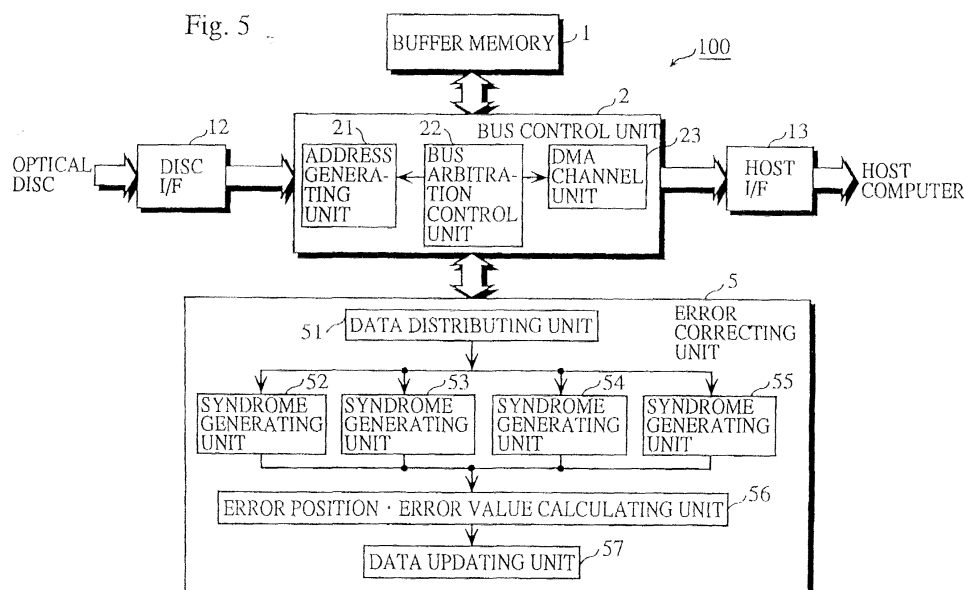 Fig. 5
BUFFER MEMORY
1
100
2
BUS CONTROL UNIT
12
DISC
I/F
OPTICAL
DISC
21
ADDRESS
GENERA-
TING
UNIT
22
BUS
ARBITRA-
TION
CONTROL
UNIT
23
DMA
CHANNEL
UNIT
13
HOST
I/F
HOST
COMPUTER
5
ERROR
CORRECTING
UNIT
51
DATA DISTRIBUTING UNIT
52
SYNDROME
GENERATING
UNIT
53
SYNDROME
GENERATING
UNIT
54
SYNDROME
GENERATING
UNIT
55
SYNDROME
GENERATING
UNIT
56
ERROR POSITION · ERROR VALUE CALCULATING UNIT
57
DATA UPDATING UNIT